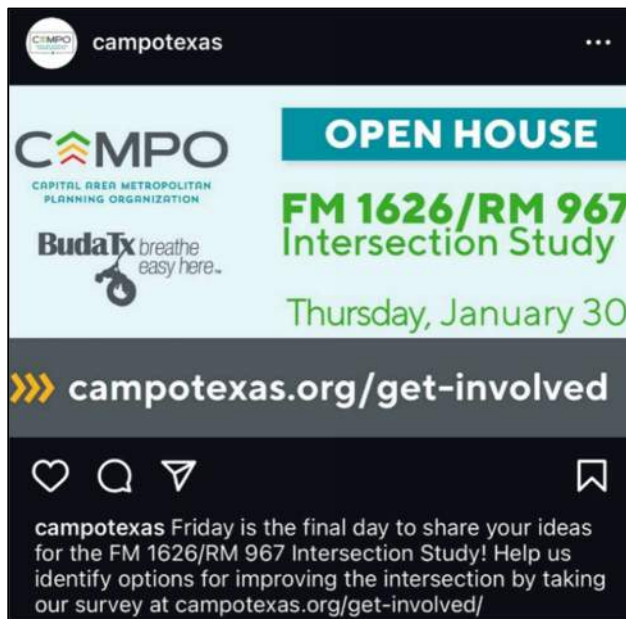 campotexas
CAMPO
CAPITAL AREA METROPOLITAN
PLANNING ORGANIZATION
BudaTx breathe
easy here.™
OPEN HOUSE
FM 1626/RM 967
Intersection Study
Thursday, January 30
campotexas.org/get-involved
campotexas Friday is the final day to share your ideas
for the FM 1626/RM 967 Intersection Study! Help us
identify options for improving the intersection by taking
our survey at campotexas.org/get-involved/